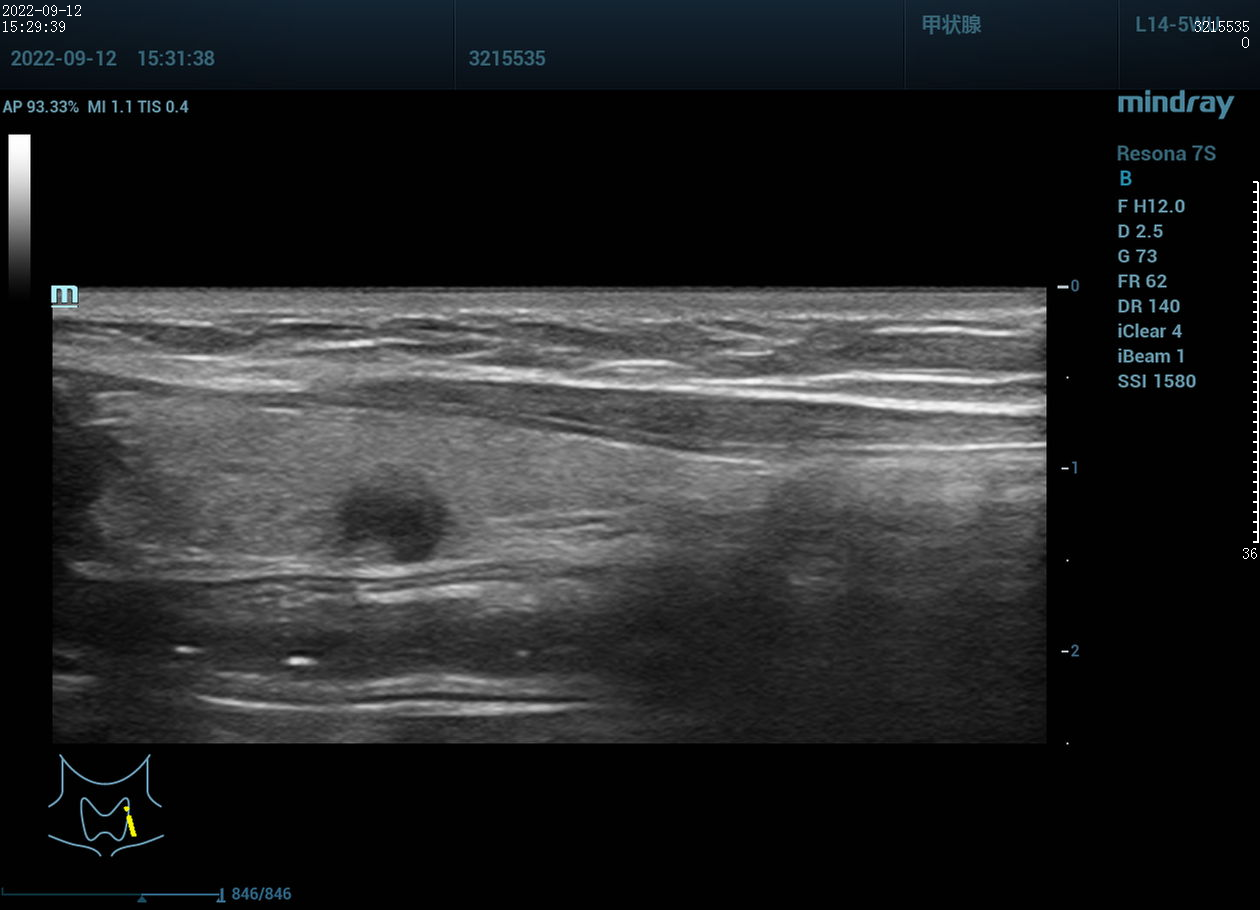 2022-09-12
15:29:39
甲状腺
L14-5W
3215535
0
2022-09-12 15:31:38
3215535
AP 93.33% MI 1.1 TIS 0.4
mindray
Resona 7S
B
F H12.0
D 2.5
G 73
FR 62
DR 140
iClear 4
iBeam 1
SSI 1580
m
0
1
2
36
846/846